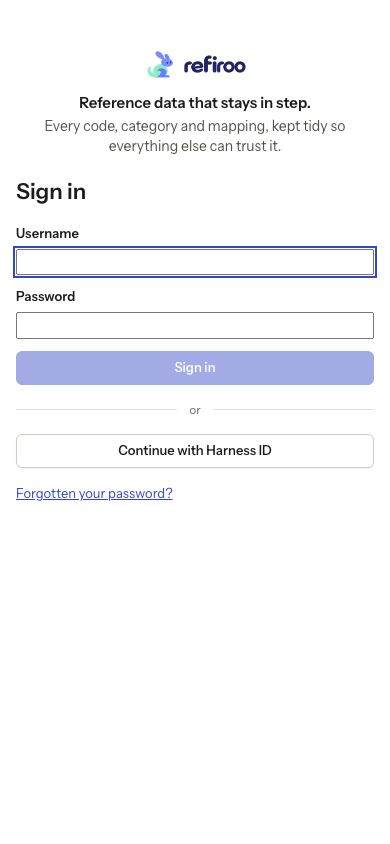 refiroo
Reference data that stays in step.
Every code, category and mapping, kept tidy so
everything else can trust it.
Sign in
Username
Password
Sign in
or
Continue with Harness ID
Forgotten your password?